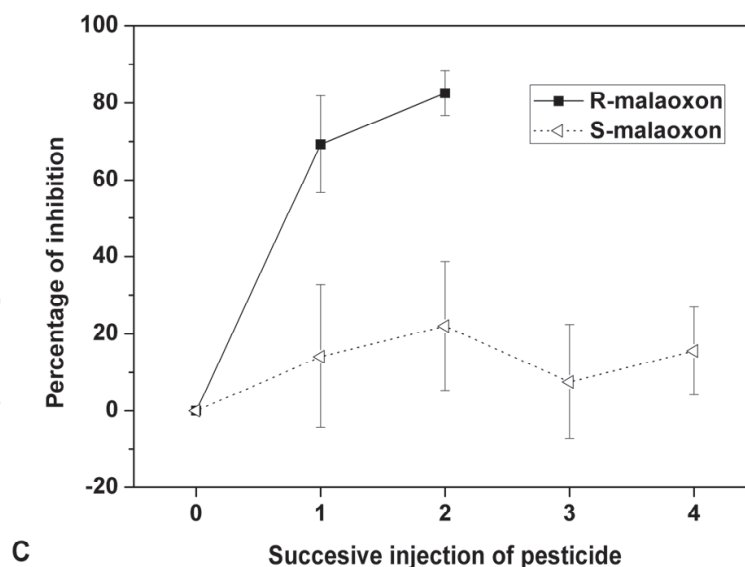 100
80
60
40
20
0
-20
Percentage of inhibition
R-malaoxon
S-malaoxon
0 1 2 3 4
C Succesive injection of pesticide